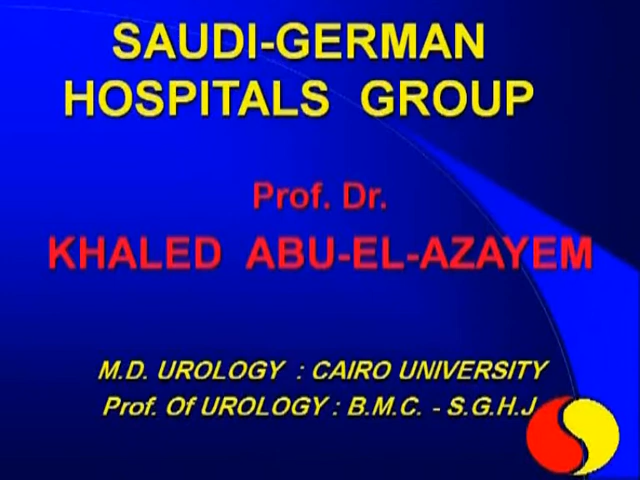 SAUDI-GERMAN
HOSPITALS GROUP
Prof. Dr.
KHALED ABU-EL-AZAYEM
M.D. UROLOGY : CAIRO UNIVERSITY
Prof. Of UROLOGY : B.M.C. - S.G.H.J